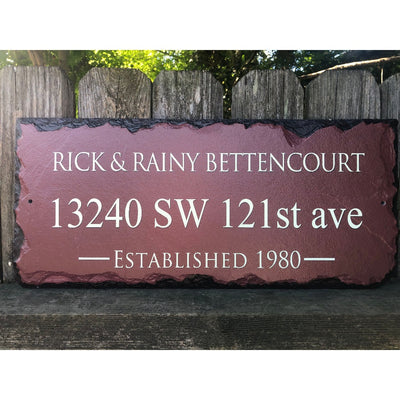 RICK & RAINY BETTENCOURT
13240 SW 121st ave
—ESTABLISHED 1980—